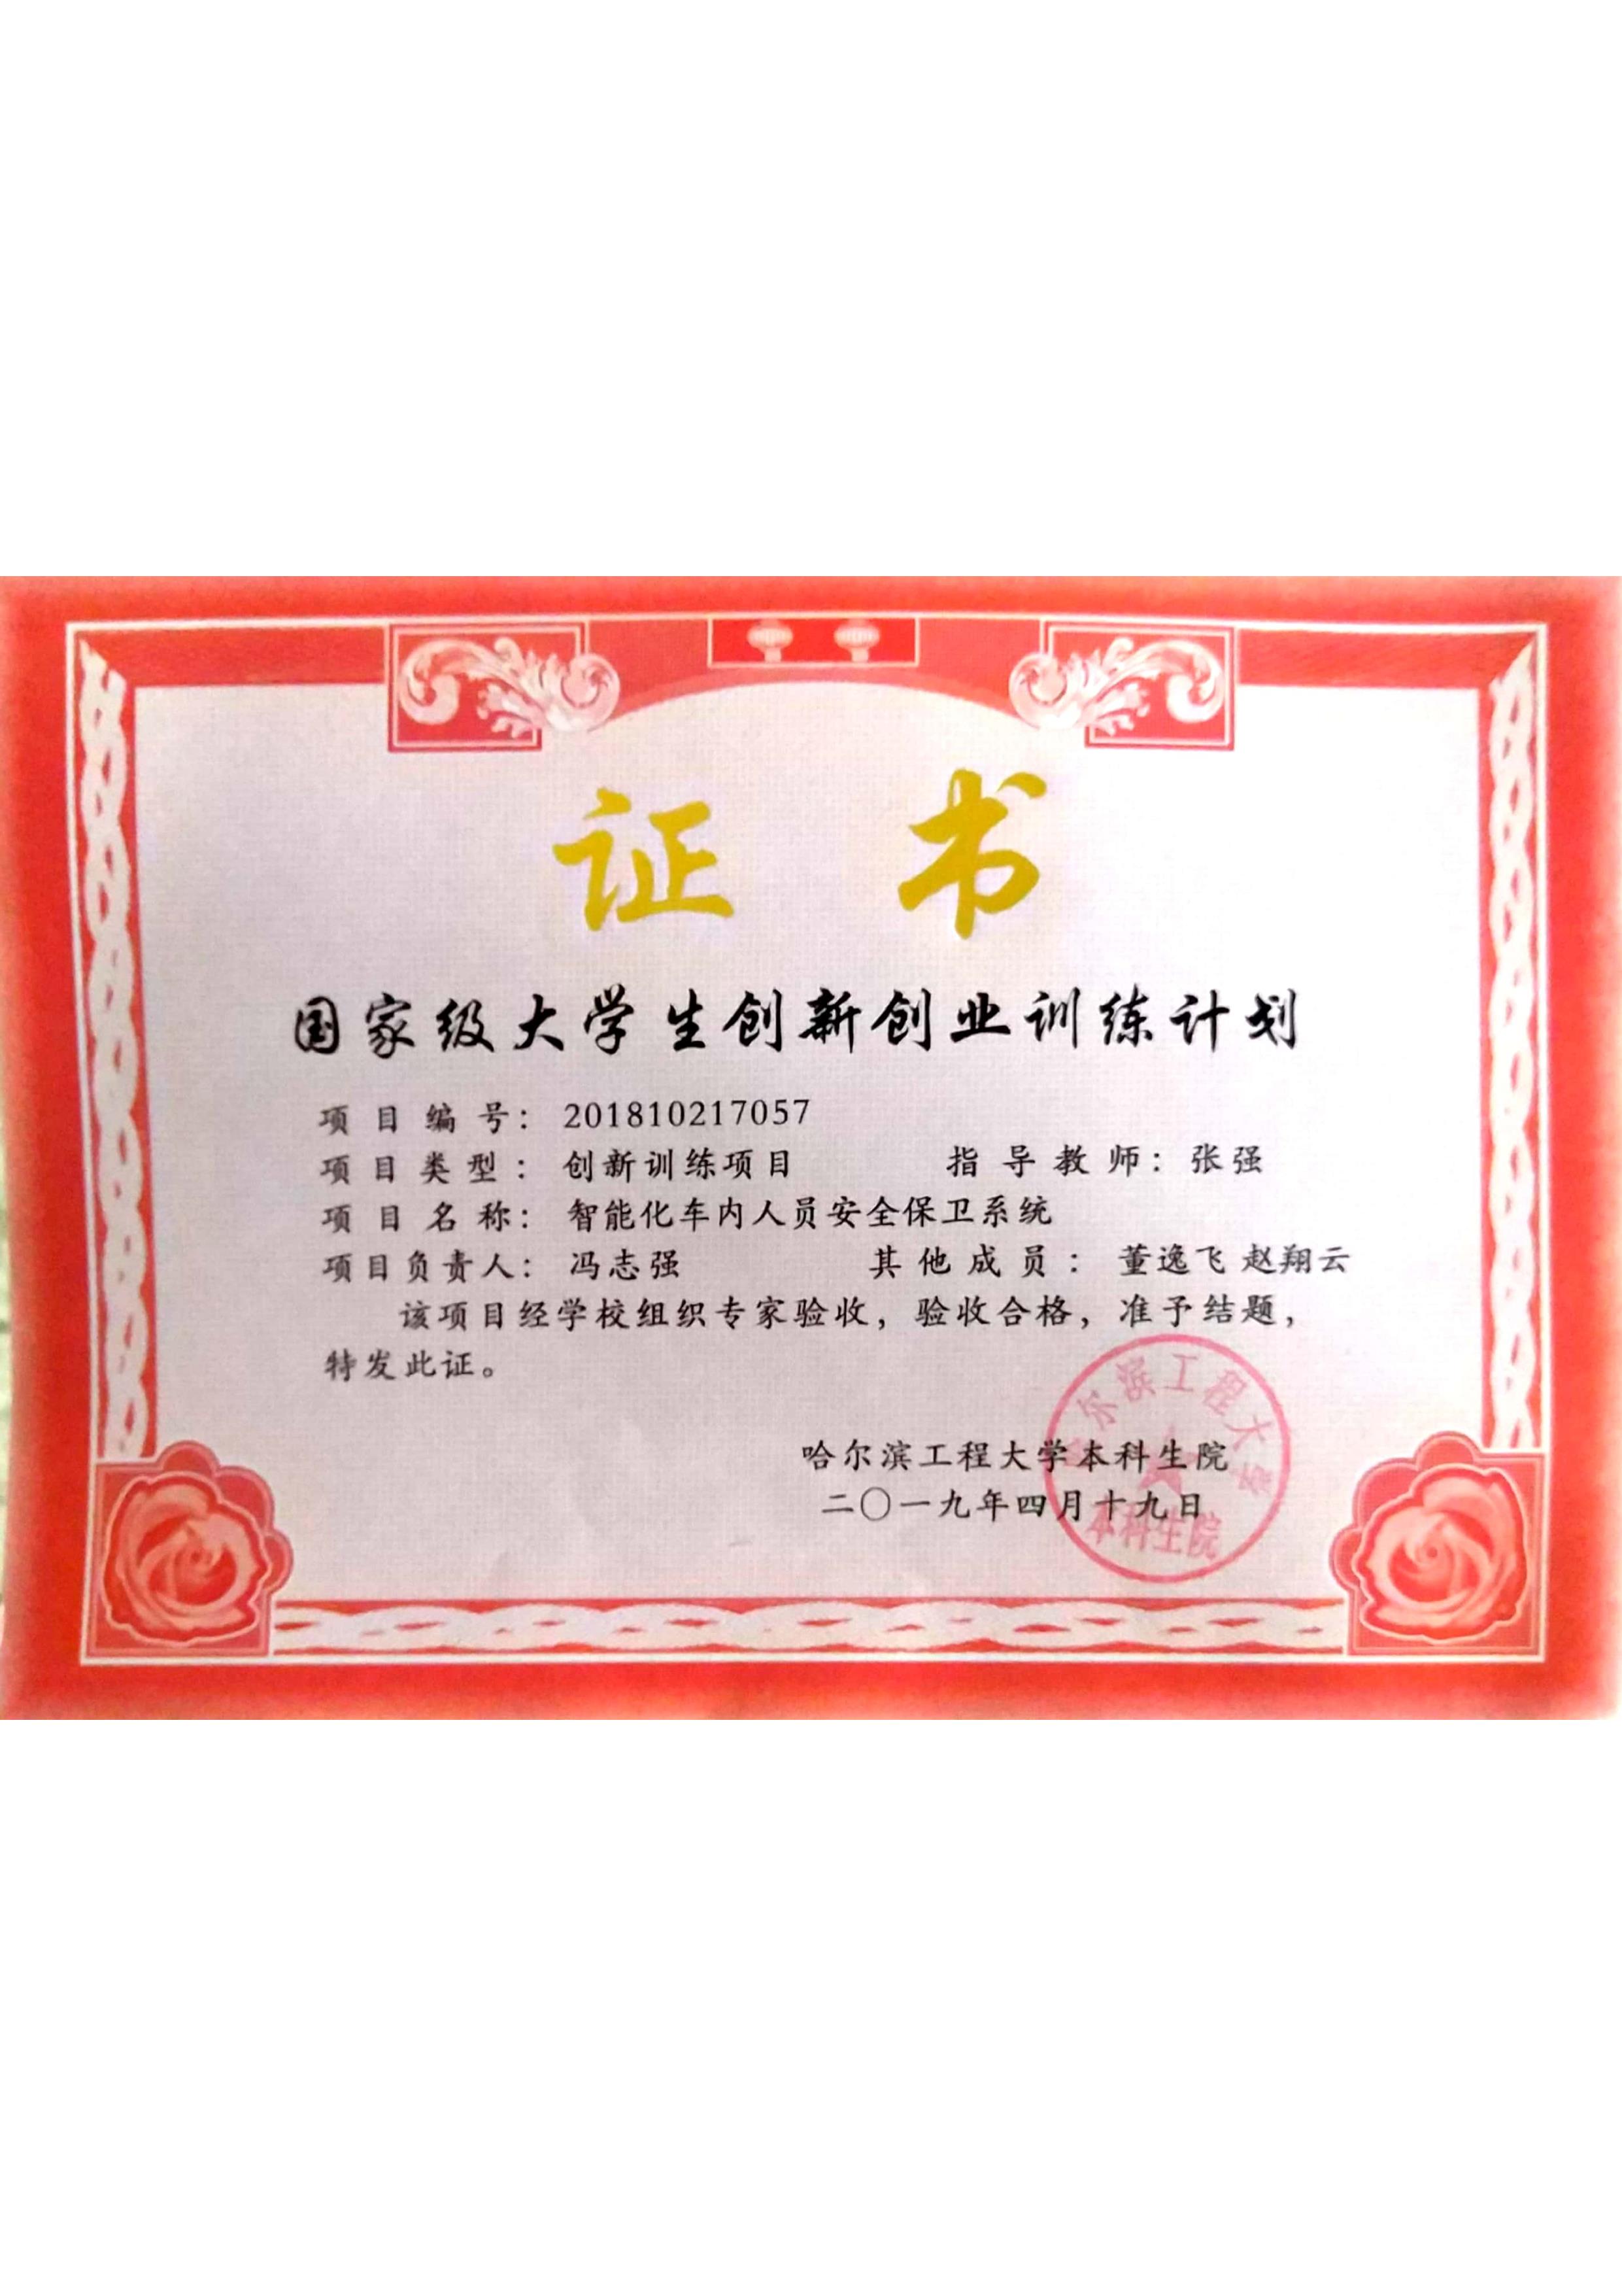 证书
国家级大学生创新创业训练计划
项目编号：201810217057
项目类型：创新训练项目 指导教师：张强
项目名称：智能化车内人员安全保卫系统
项目负责人：冯志强 其他成员：董逸飞 赵翔云
该项目经学校组织专家验收，验收合格，准予结题，
特发此证。
哈尔滨工程大学本科生院
二〇一九年四月十九日
尔滨工程大学
本科生院